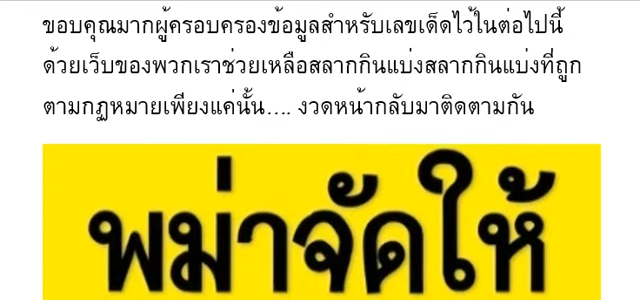 ขอบคุณมากผู้ครอบครองข้อมูลสำหรับเลขเด็ดไว้ในต่อไปนี้
ด้วยเว็บของพวกเราช่วยเหลือสลากกินแบ่งสลากกินแบ่งที่ถูก
ตามกฏหมายเพียงแค่นั้น…. งวดหน้ากลับมาติดตามกัน
พม่าจัดให้